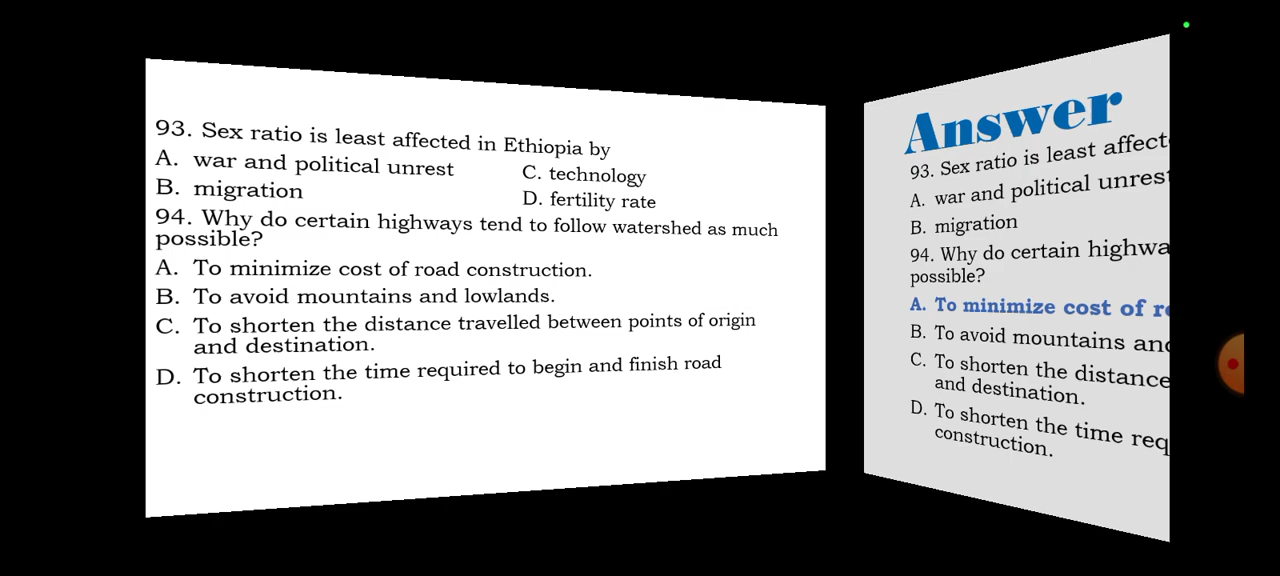 93. Sex ratio is least affected in Ethiopia by
A. war and political unrest
C. technology
B. migration
D. fertility rate
94. Why do certain highways tend to follow watershed as much
possible?
A. To minimize cost of road construction.
B. To avoid mountains and lowlands.
C. To shorten the distance travelled between points of origin
and destination.
D. To shorten the time required to begin and finish road
construction.
Answer
93. Sex ratio is least affect
A. war and political unrest
B. migration
94. Why do certain highwa
possible?
A. To minimize cost of r
B. To avoid mountains an
C. To shorten the distance
and destination.
D. To shorten the time req
construction.